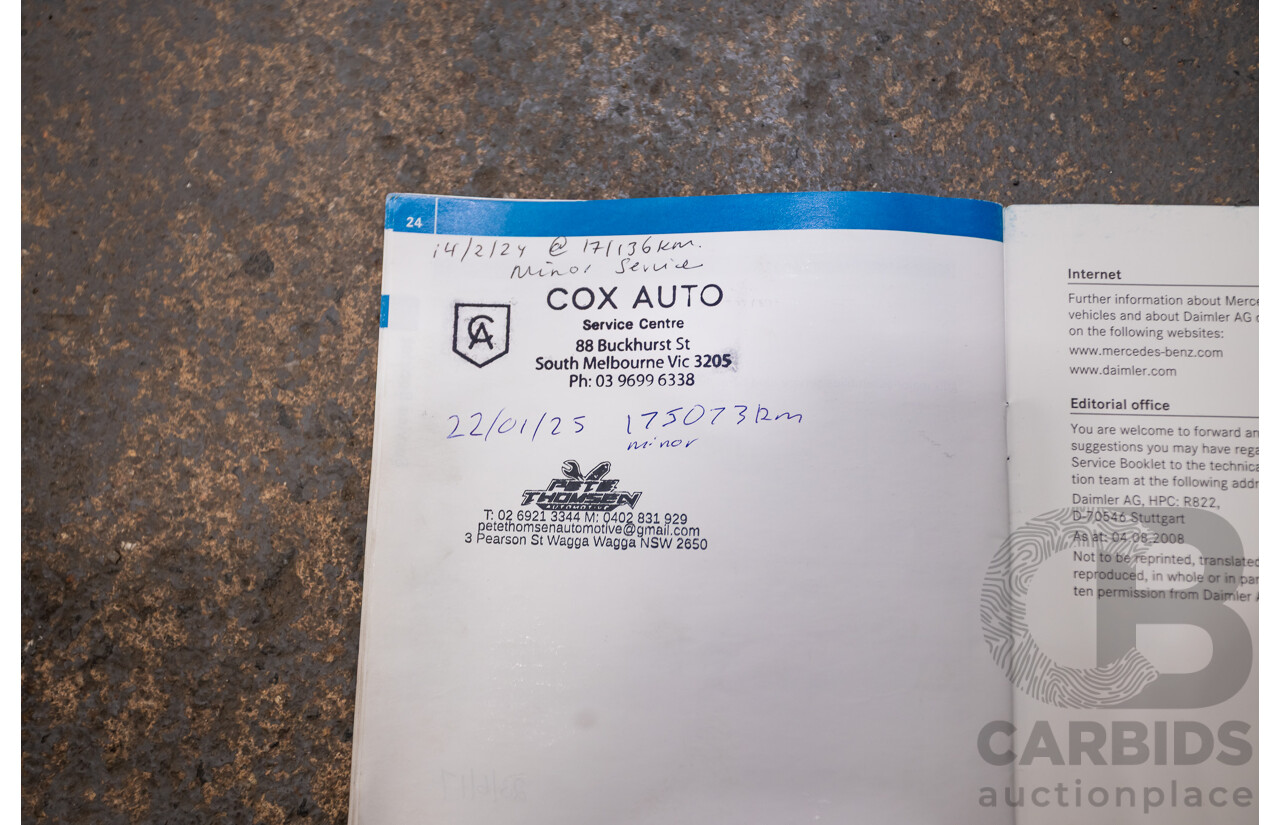 24
14/2/24 @ 171136km.
Minor Service
CA
COX AUTO
Service Centre
88 Buckhurst St
South Melbourne Vic 3205
Ph: 03 9699 6338
22/01/25 175073km
minor
PETE
THOMSEN
AUTOMOTIVE
T: 02 6921 3344 M: 0402 831 929
petethomsenautomotive@gmail.com
3 Pearson St Wagga Wagga NSW 2650
Internet
Further information about Merce
vehicles and about Daimler AG
on the following websites:
www.mercedes-benz.com
www.daimler.com
Editorial office
You are welcome to forward an
suggestions you may have rega
Service Booklet to the technica
tion team at the following addr
Daimler AG, HPC: R822,
D-70546 Stuttgart
As at: 04.08.2008
Not to be reprinted, translated
reproduced, in whole or in par
ten permission from Daimler A
CB
CARBIDS
auctionplace